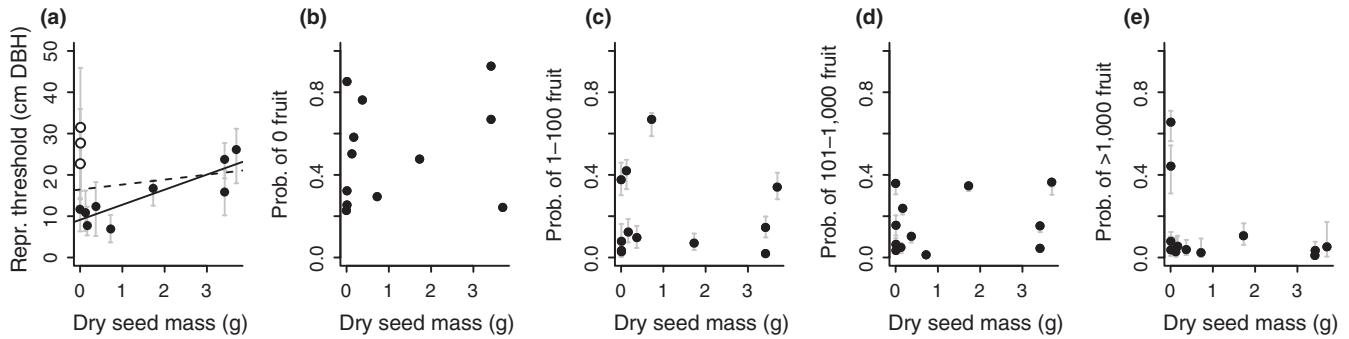 (a)
Repr. threshold (cm DBH)
0 10 20 30 40 50
0 1 2 3
Dry seed mass (g)
(b)
Prob. of 0 fruit
0.0 0.4 0.8
0 1 2 3
Dry seed mass (g)
(c)
Prob. of 1–100 fruit
0.0 0.4 0.8
0 1 2 3
Dry seed mass (g)
(d)
Prob. of 101–1,000 fruit
0.0 0.4 0.8
0 1 2 3
Dry seed mass (g)
(e)
Prob. of >1,000 fruit
0.0 0.4 0.8
0 1 2 3
Dry seed mass (g)